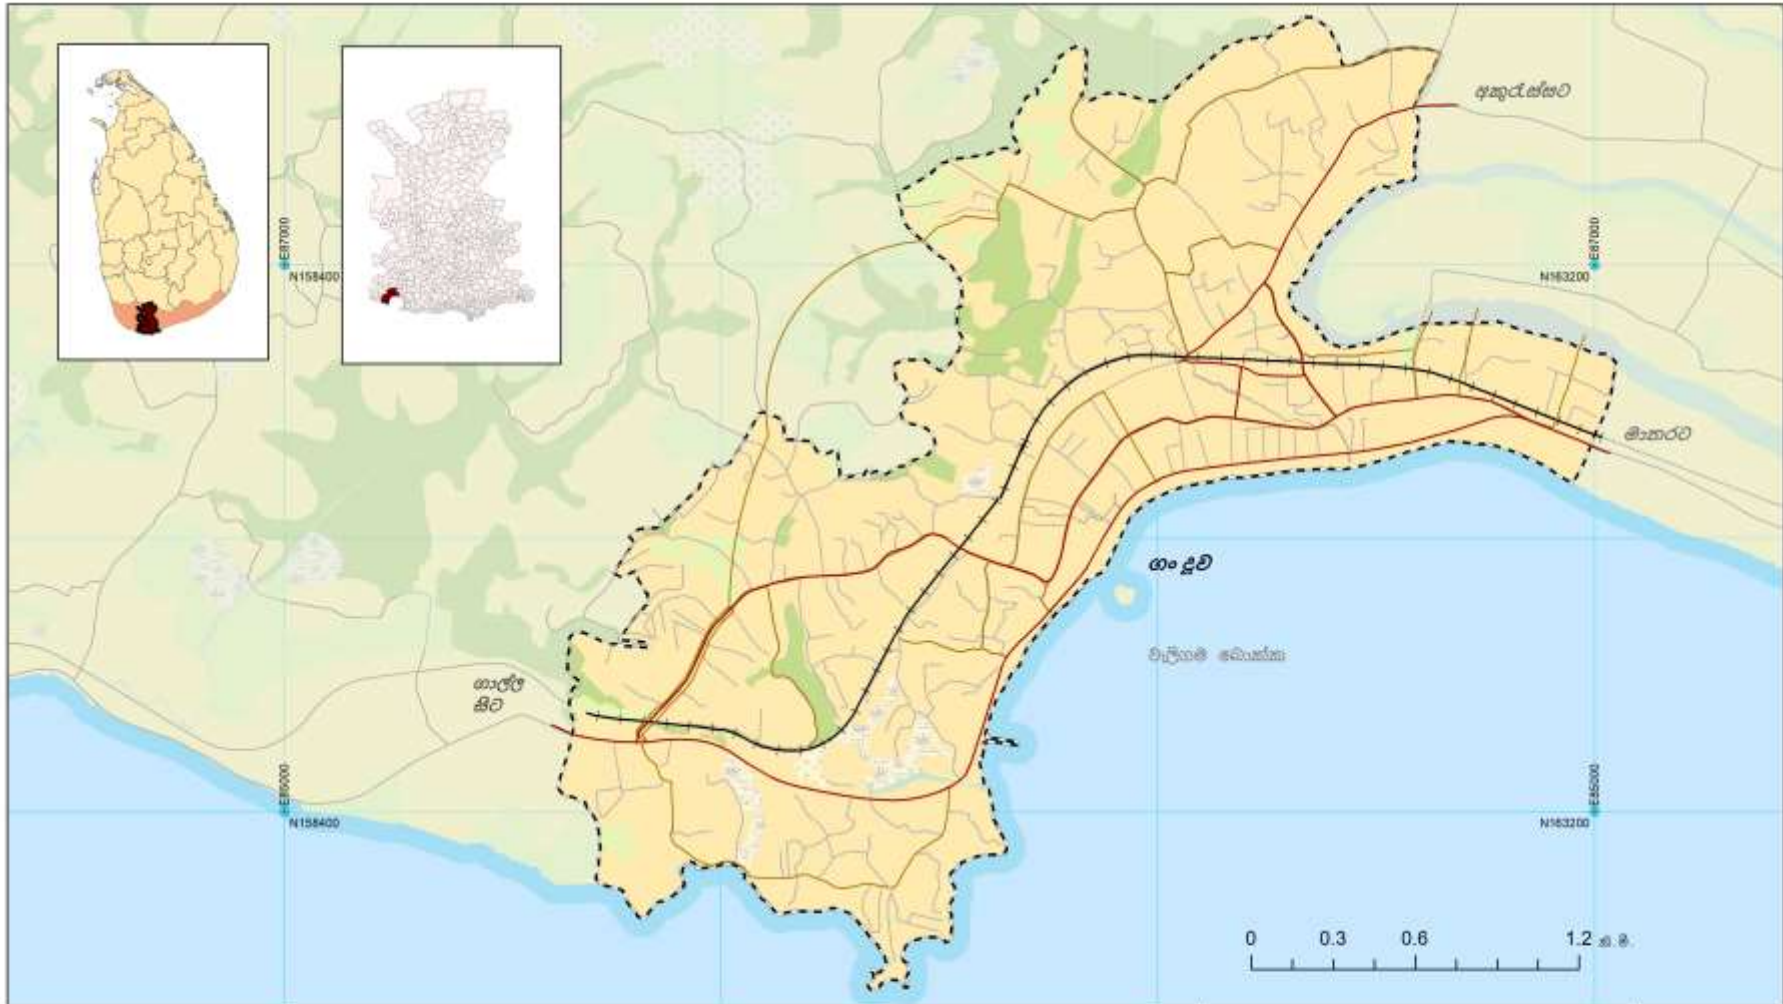 අකුරැස්සට
E87000
N158400
E87000
N163200
මාතරට
ගං දූව
වැලිගම බොක්ක
ගාල්ල
සිට
E85000
N158400
E85000
N163200
0 0.3 0.6 1.2 කි.මී.